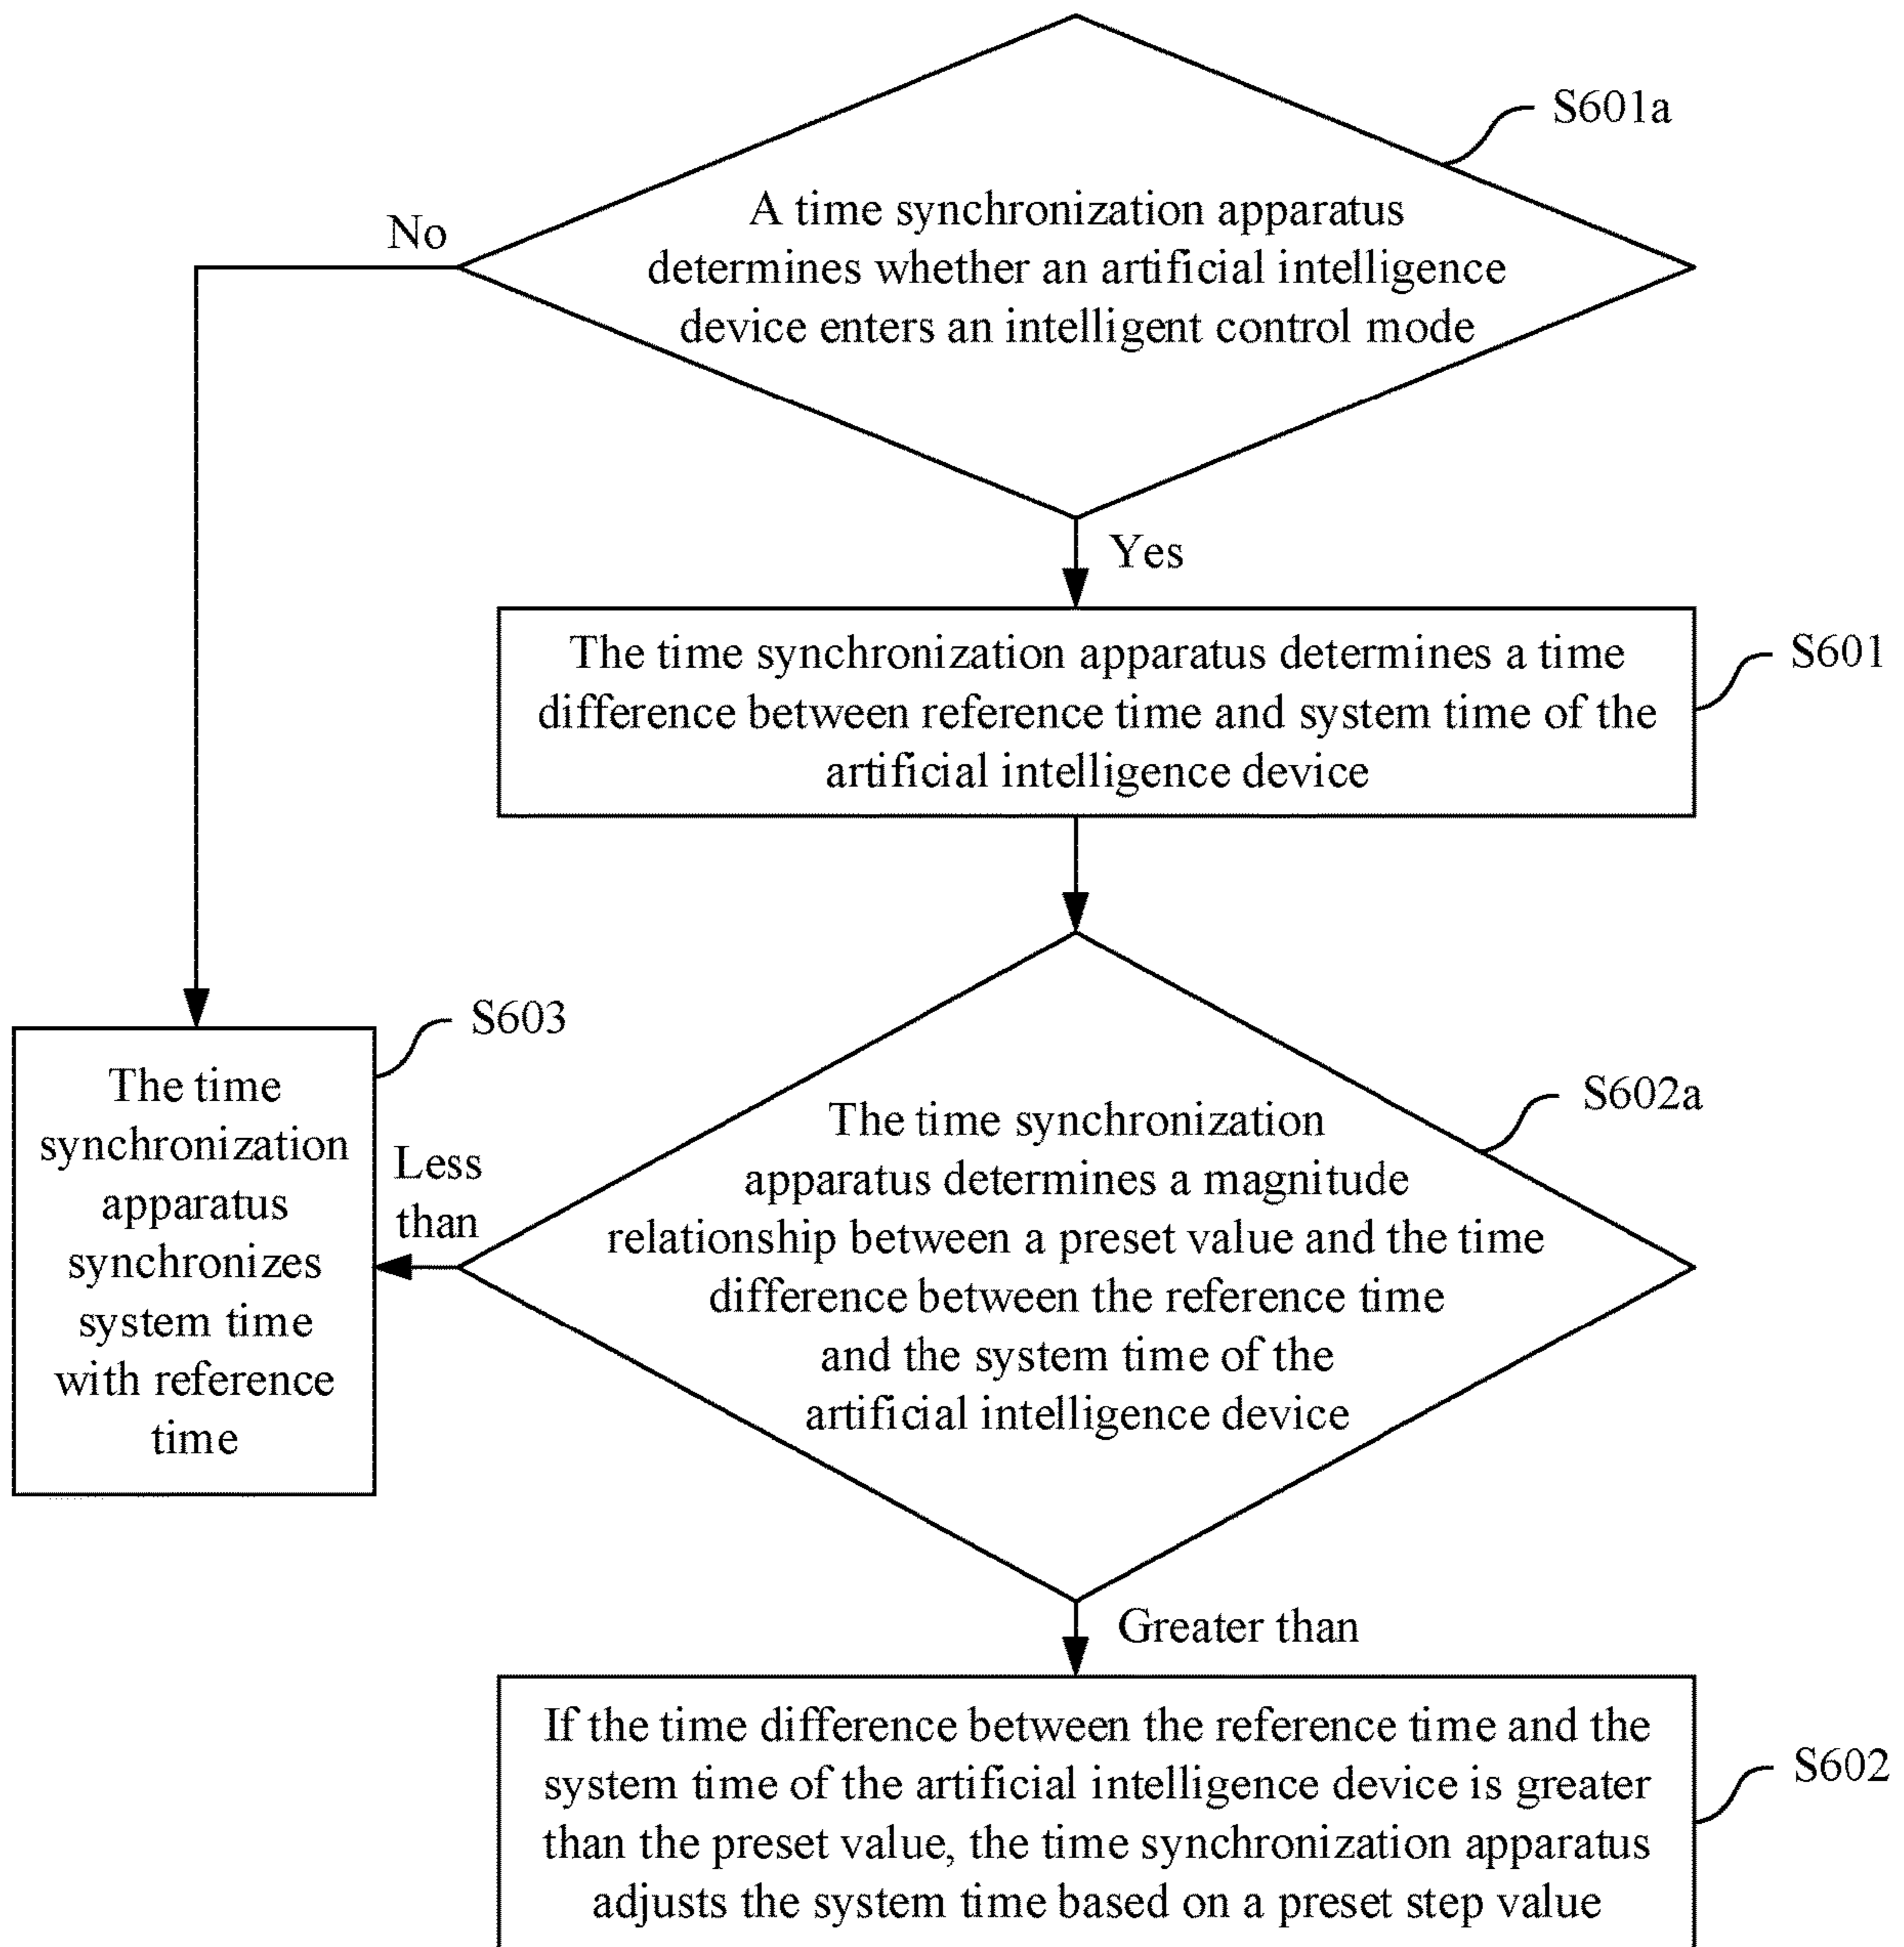 S601a
A time synchronization apparatus
determines whether an artificial intelligence
device enters an intelligent control mode
No
Yes
The time synchronization apparatus determines a time
difference between reference time and system time of the
artificial intelligence device
S601
S603
The time
synchronization
apparatus
synchronizes
system time
with reference
time
Less
than
S602a
The time synchronization
apparatus determines a magnitude
relationship between a preset value and the time
difference between the reference time
and the system time of the
artificial intelligence device
Greater than
If the time difference between the reference time and the
system time of the artificial intelligence device is greater
than the preset value, the time synchronization apparatus
adjusts the system time based on a preset step value
S602